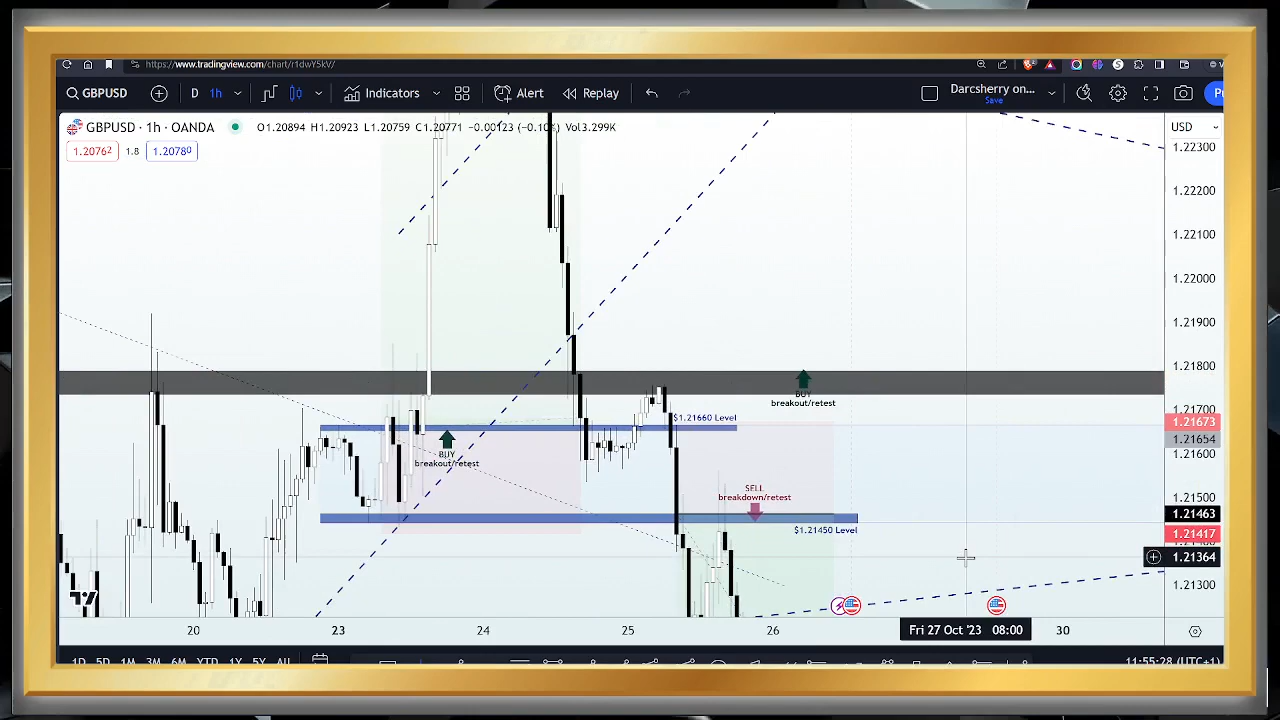 https://www.tradingview.com/chart/r1dwY5kV/
GBPUSD D 1h Indicators Alert Replay Darcsherry on...
Save
GBPUSD · 1h · OANDA O1.20894 H1.20923 L1.20759 C1.20771 −0.00123 (−0.10%) Vol3.299K USD
1.20762 1.8 1.20780
1.22300
1.22200
1.22100
1.22000
1.21900
1.21800
BUY
breakout/retest
1.21700
$1.21660 Level
1.21673
1.21654
BUY
breakout/retest
1.21600
SELL
breakdown/retest
1.21500
1.21463
$1.21450 Level
1.21417
1.21364
1.21300
20 23 24 25 26 Fri 27 Oct '23 08:00 30
1D 5D 1M 3M 6M YTD 1Y 5Y All 11:55:28 (UTC+1)